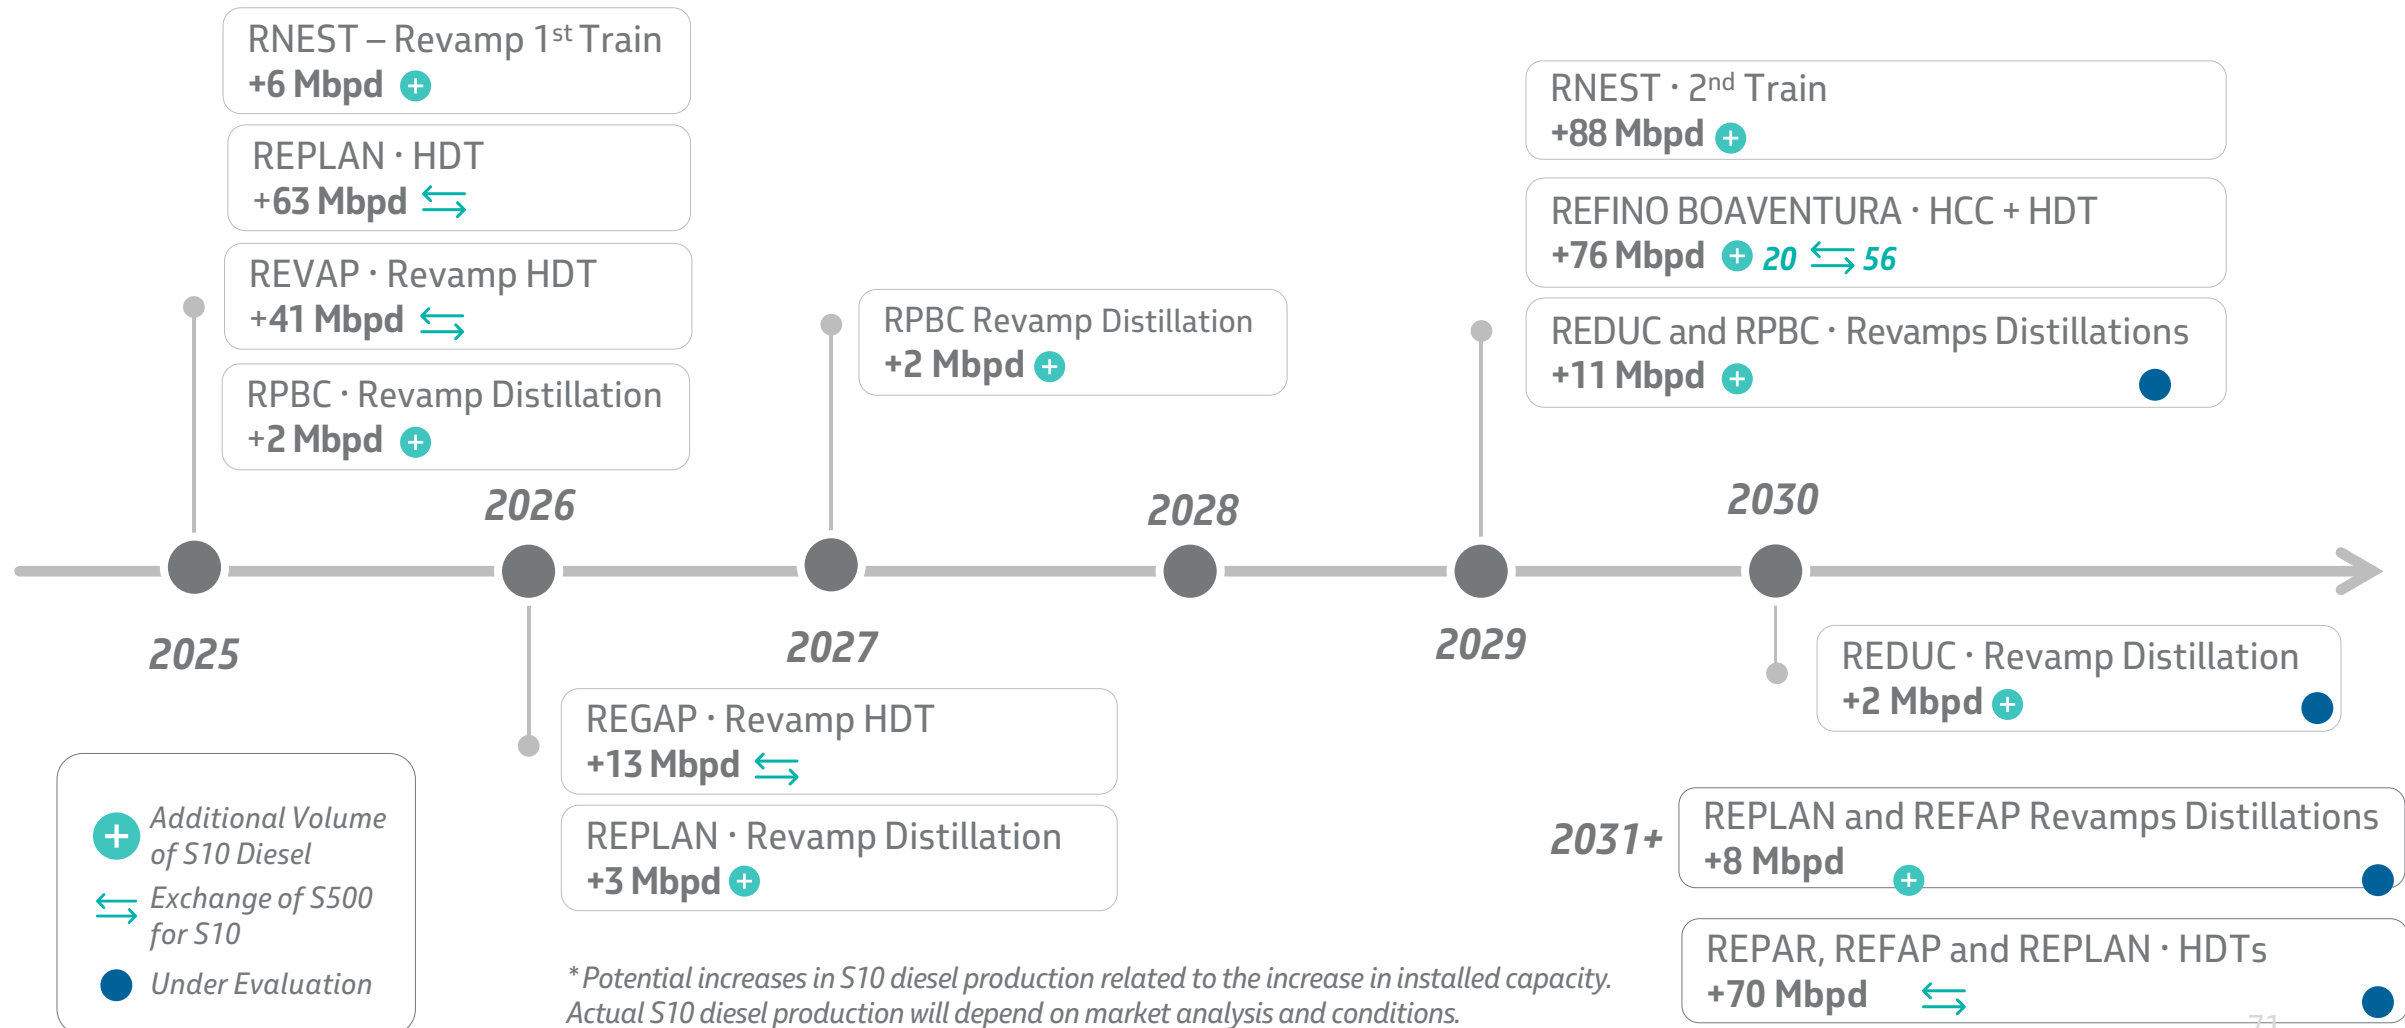 RNEST – Revamp 1st Train
+6 Mbpd +
REPLAN · HDT
+63 Mbpd
REVAP · Revamp HDT
+41 Mbpd
RPBC · Revamp Distillation
+2 Mbpd +
2025
2026
REGAP · Revamp HDT
+13 Mbpd
REPLAN · Revamp Distillation
+3 Mbpd +
RPBC Revamp Distillation
+2 Mbpd +
2027
2028
RNEST · 2nd Train
+88 Mbpd +
REFINO BOAVENTURA · HCC + HDT
+76 Mbpd + 20 56
REDUC and RPBC · Revamps Distillations
+11 Mbpd +
2029
2030
REDUC · Revamp Distillation
+2 Mbpd +
2031+
REPLAN and REFAP Revamps Distillations
+8 Mbpd +
REPAR, REFAP and REPLAN · HDTs
+70 Mbpd
+ Additional Volume
of S10 Diesel
Exchange of S500
for S10
Under Evaluation
* Potential increases in S10 diesel production related to the increase in installed capacity.
Actual S10 diesel production will depend on market analysis and conditions.
71